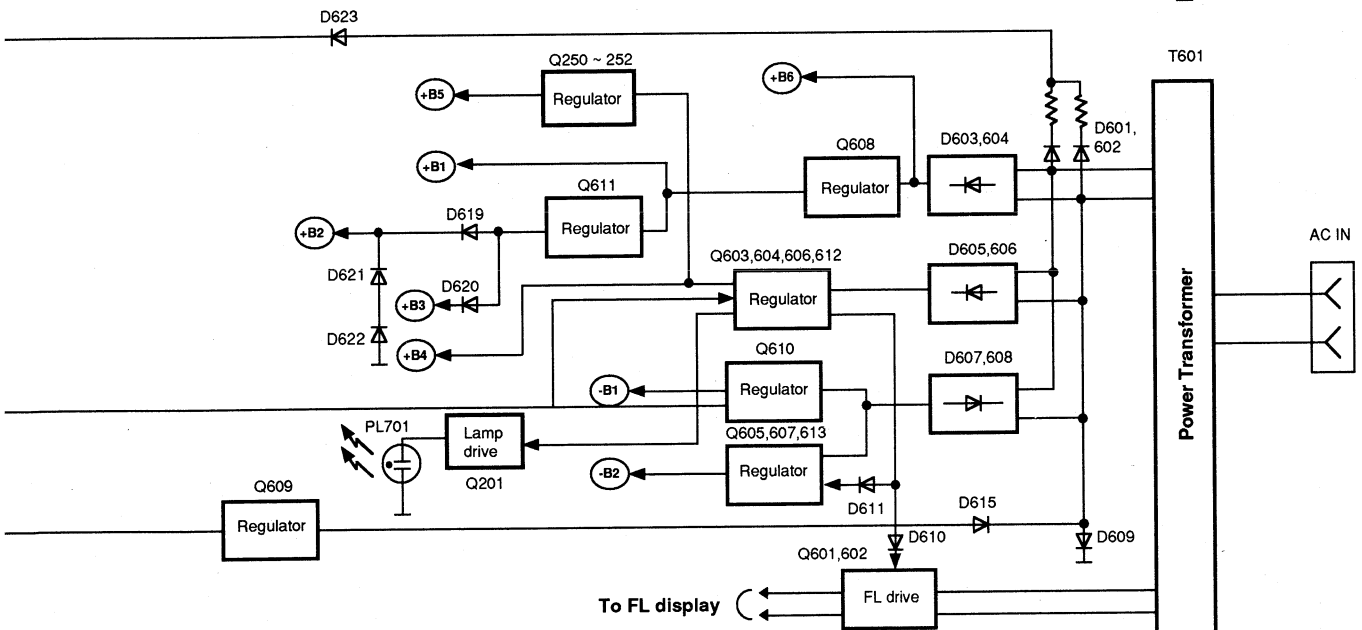 D623
T601
Q250 ~ 252
Regulator
+B5
+B6
D601,
602
+B1
Q608
Regulator
D603,604
Q611
Regulator
D619
+B2
AC IN
Q603,604,606,612
Regulator
D605,606
D621
D620
+B3
D622
+B4
Power Transformer
Q610
Regulator
D607,608
-B1
PL701
Lamp
drive
Q201
Q605,607,613
Regulator
-B2
D611
Q609
Regulator
D615
D610
D609
Q601,602
FL drive
To FL display